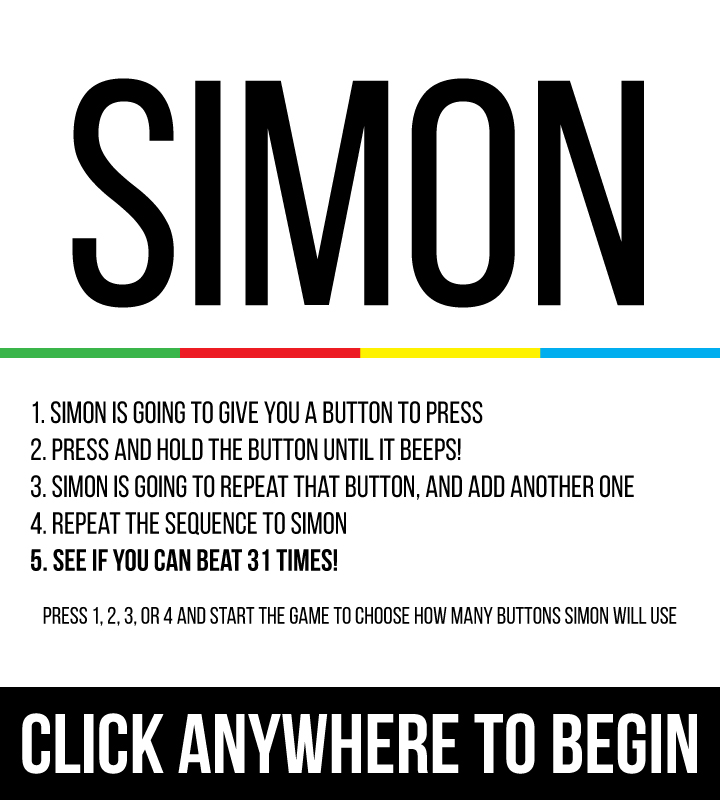 SIMON
1. SIMON IS GOING TO GIVE YOU A BUTTON TO PRESS
2. PRESS AND HOLD THE BUTTON UNTIL IT BEEPS!
3. SIMON IS GOING TO REPEAT THAT BUTTON, AND ADD ANOTHER ONE
4. REPEAT THE SEQUENCE TO SIMON
5. SEE IF YOU CAN BEAT 31 TIMES!
PRESS 1, 2, 3, OR 4 AND START THE GAME TO CHOOSE HOW MANY BUTTONS SIMON WILL USE
CLICK ANYWHERE TO BEGIN